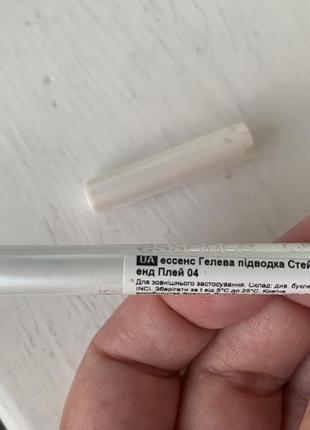 essence
UA ессенс Гелева підводка Стей
енд Плей 04
Для зовнішнього застосування. Склад: див. букле
(INCI). Зберігати за t від 5°С до 25°С. Країна